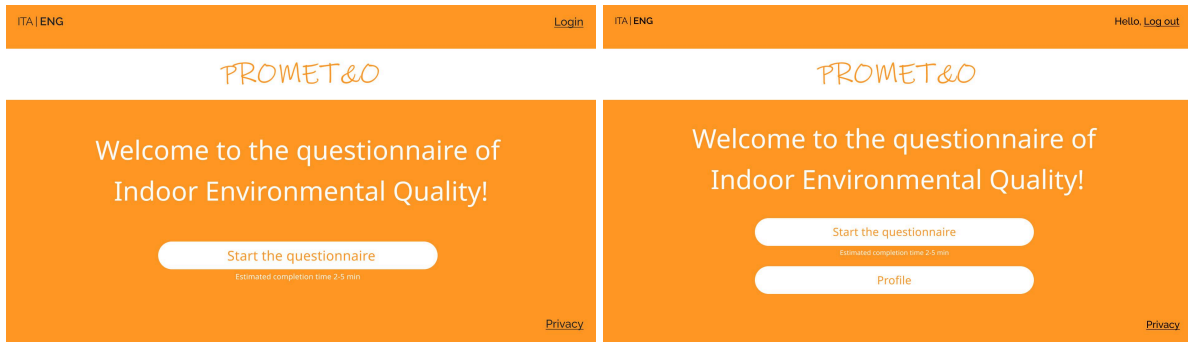 ITA | ENG
Login
PROMET&O
Welcome to the questionnaire of
Indoor Environmental Quality!
Start the questionnaire
Estimated completion time 2-5 min
Privacy
ITA | ENG
Hello, Log out
PROMET&O
Welcome to the questionnaire of
Indoor Environmental Quality!
Start the questionnaire
Estimated completion time 2-5 min
Profile
Privacy